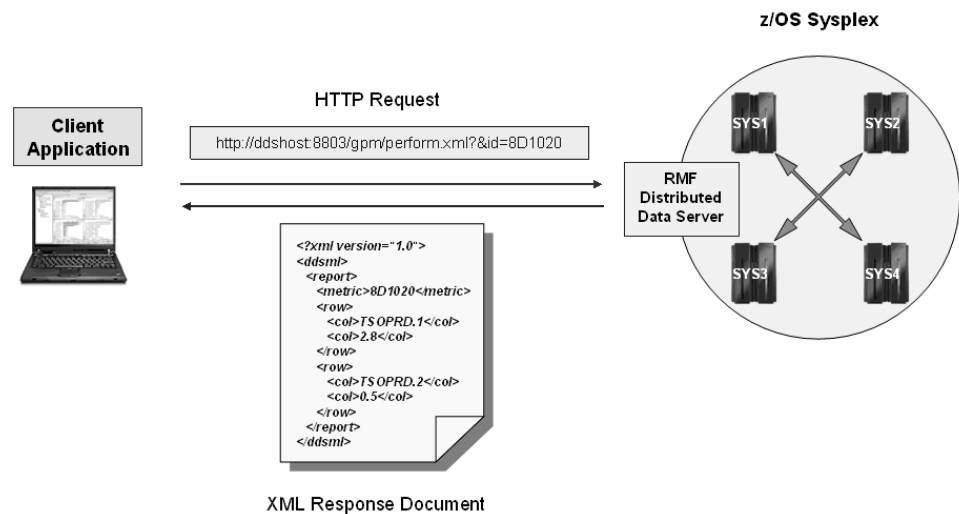 z/OS Sysplex
HTTP Request
Client
Application
http://ddshost:8803/gpm/perform.xml?&id=8D1020
SYS1
SYS2
RMF
Distributed
Data Server
SYS3
SYS4
<?xml version="1.0">
<ddsml>
<report>
<metric>8D1020</metric>
<row>
<col>TSOPRD.1</col>
<col>2.8</col>
</row>
<row>
<col>TSOPRD.2</col>
<col>0.5</col>
</row>
</report>
</ddsml>
XML Response Document